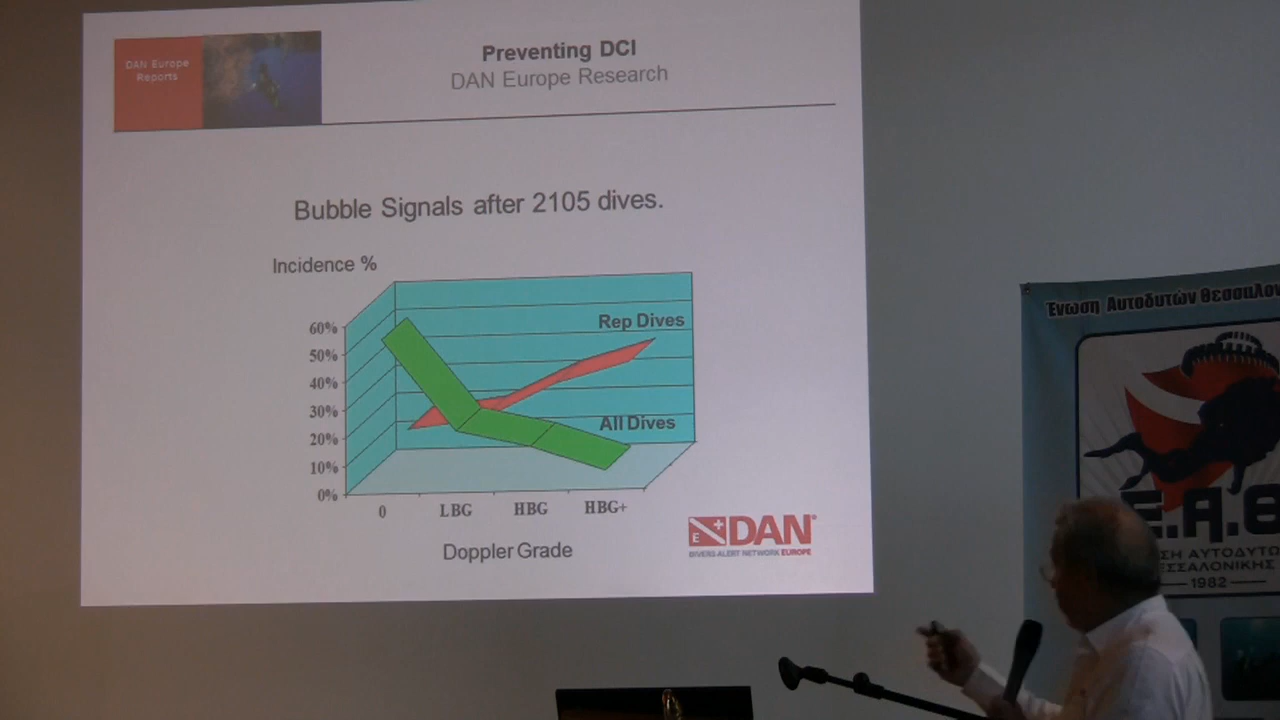 DAN Europe
Reports
Preventing DCI
DAN Europe Research
Bubble Signals after 2105 dives.
Incidence %
60%
50%
40%
30%
20%
10%
0%
Rep Dives
All Dives
0 LBG HBG HBG+
Doppler Grade
E
DAN®
DIVERS ALERT NETWORK EUROPE
Ένωση Αυτοδυτών
1982